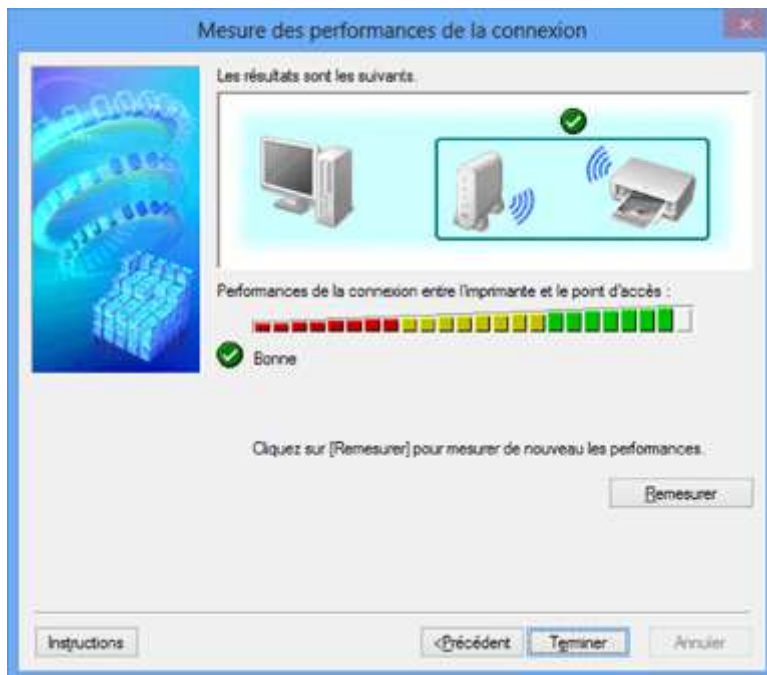 Mesure des performances de la connexion
Les résultats sont les suivants.
Performances de la connexion entre l'imprimante et le point d'accès :
Bonne
Cliquez sur [Remesurer] pour mesurer de nouveau les performances.
Remesurer
Instructions
<Précédent
Terminer
Annuler